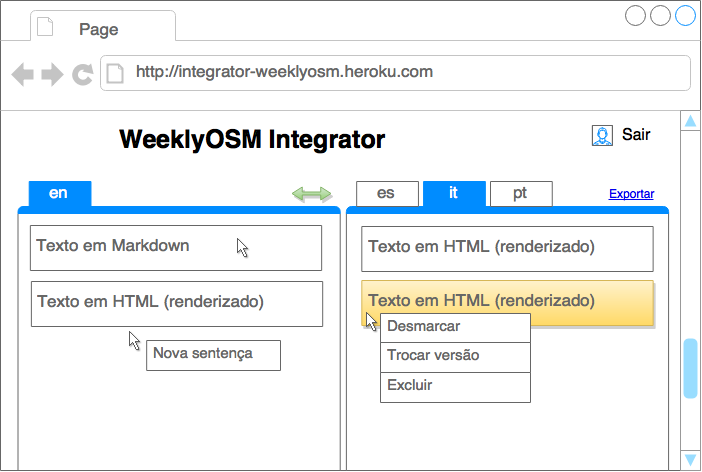 Page
http://integrator-weeklyosm.heroku.com
WeeklyOSM Integrator
Sair
en
es
it
pt
Exportar
Texto em Markdown
Texto em HTML (renderizado)
Nova sentença
Texto em HTML (renderizado)
Texto em HTML (renderizado)
Desmarcar
Trocar versão
Excluir